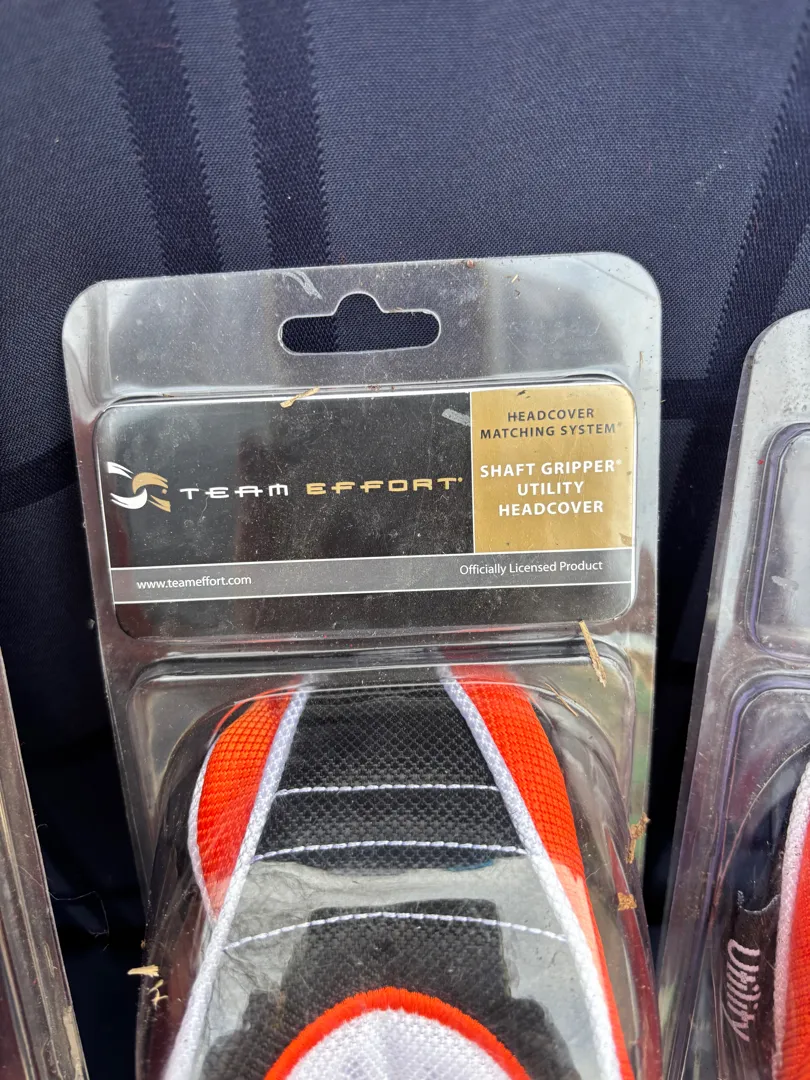 HEADCOVER
MATCHING SYSTEM®
TEAM EFFORT®
SHAFT GRIPPER®
UTILITY
HEADCOVER
www.teameffort.com
Officially Licensed Product
Utility